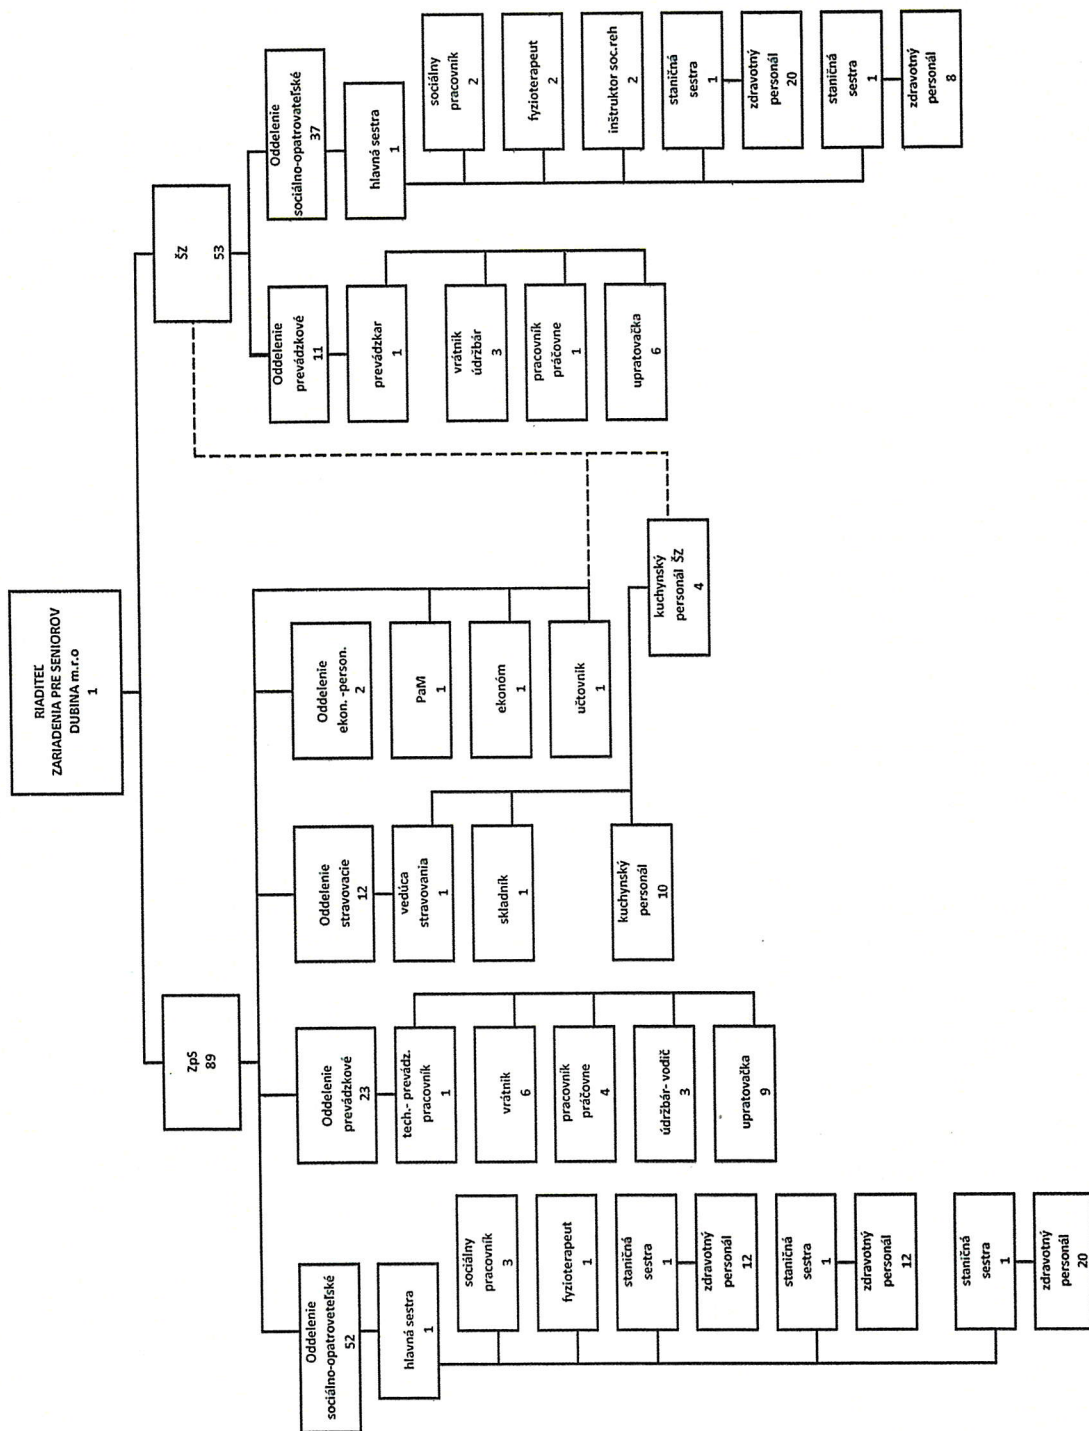 RIADITEĽ
ZARIADENIA PRE SENIOROV
DUBINA m.r.o
1
ZpS
89
ŠZ
53
Oddelenie
sociálno-opatroveteľské
52
hlavná sestra
1
sociálny
pracovník
3
fyzioterapeut
1
staničná
sestra
1
zdravotný
personál
12
staničná
sestra
1
zdravotný
personál
12
staničná
sestra
1
zdravotný
personál
20
Oddelenie
prevádzkové
23
tech.- prevádz.
pracovník
1
vrátnik
6
pracovník
práčovne
4
údržbár- vodič
3
upratovačka
9
Oddelenie
stravovacie
12
vedúca
stravovania
1
skladník
1
kuchynský
personál
10
kuchynský
personál ŠZ
4
Oddelenie
ekon. -person.
2
PaM
1
ekonóm
1
učtovník
1
Oddelenie
prevádzkové
11
prevádzkar
1
vrátnik
údržbár
3
pracovník
práčovne
1
upratovačka
6
Oddelenie
sociálno-opatrovateľské
37
hlavná sestra
1
sociálny
pracovník
2
fyzioterapeut
2
inštruktor soc.reh
2
staničná
sestra
1
zdravotný
personál
20
staničná
sestra
1
zdravotný
personál
8